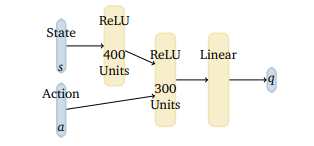 ReLU
State
400
Units
s
ReLU
Linear
300
Units
q
Action
a